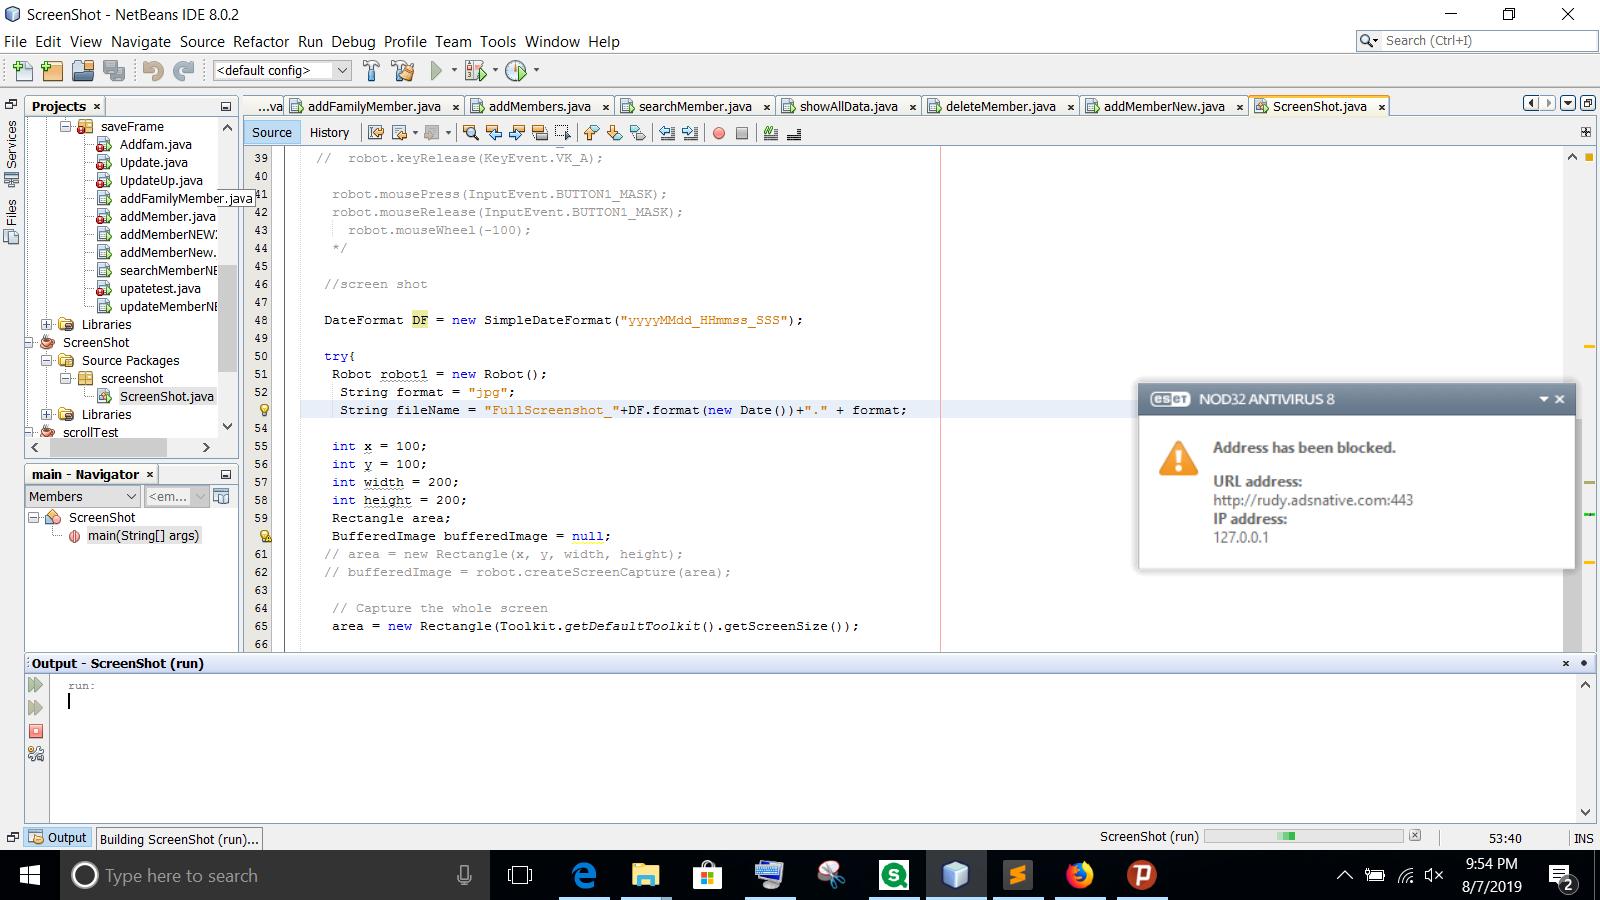 ScreenShot - NetBeans IDE 8.0.2
File Edit View Navigate Source Refactor Run Debug Profile Team Tools Window Help
Search (Ctrl+I)
<default config>
Projects
...va
addFamilyMember.java
addMembers.java
searchMember.java
showAllData.java
deleteMember.java
addMemberNew.java
ScreenShot.java
Services
Files
saveFrame
Addfam.java
Update.java
UpdateUp.java
addFamilyMember.java
addMember.java
addMemberNEW
addMemberNew.
searchMemberNE
upatetest.java
updateMemberNE
Libraries
ScreenShot
Source Packages
screenshot
ScreenShot.java
Libraries
scrollTest
Source History
39 // robot.keyRelease(KeyEvent.VK_A);
40
41 robot.mousePress(InputEvent.BUTTON1_MASK);
42 robot.mouseRelease(InputEvent.BUTTON1_MASK);
43 robot.mouseWheel(-100);
44 */
45
46 //screen shot
47
48 DateFormat DF = new SimpleDateFormat("yyyyMMdd_HHmmss_SSS");
49
50 try{
51 Robot robot1 = new Robot();
52 String format = "jpg";
String fileName = "FullScreenshot_"+DF.format(new Date())+"." + format;
54
55 int x = 100;
56 int y = 100;
57 int width = 200;
58 int height = 200;
59 Rectangle area;
BufferedImage bufferedImage = null;
61 // area = new Rectangle(x, y, width, height);
62 // bufferedImage = robot.createScreenCapture(area);
63
64 // Capture the whole screen
65 area = new Rectangle(Toolkit.getDefaultToolkit().getScreenSize());
66
main - Navigator
Members
<em...
ScreenShot
main(String[] args)
eseT NOD32 ANTIVIRUS 8
Address has been blocked.
URL address:
http://rudy.adsnative.com:443
IP address:
127.0.0.1
Output - ScreenShot (run)
run:
Output
Building ScreenShot (run)...
ScreenShot (run)
53:40
INS
Type here to search
9:54 PM
8/7/2019
2